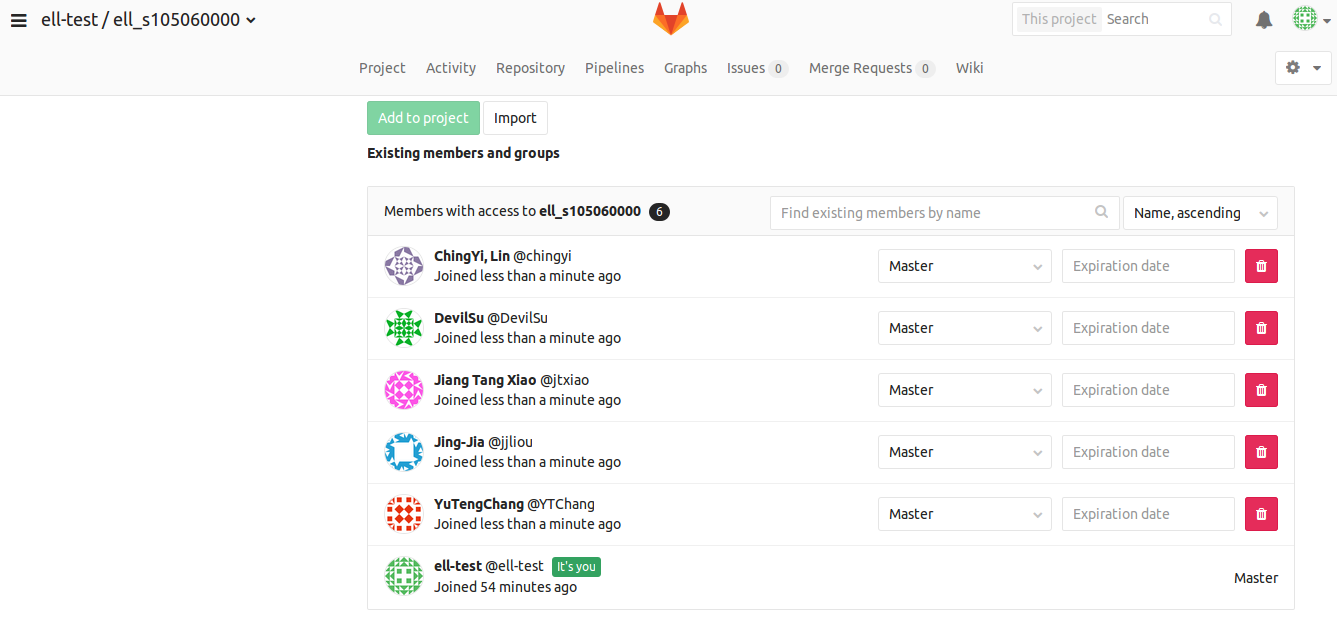 ell-test / ell_s105060000
This project Search
Project Activity Repository Pipelines Graphs Issues 0 Merge Requests 0 Wiki
Add to project Import
Existing members and groups
Members with access to ell_s105060000 6 Find existing members by name Name, ascending
ChingYi, Lin @chingyi
Joined less than a minute ago
Master Expiration date
DevilSu @DevilSu
Joined less than a minute ago
Master Expiration date
Jiang Tang Xiao @jtxiao
Joined less than a minute ago
Master Expiration date
Jing-Jia @jjliou
Joined less than a minute ago
Master Expiration date
YuTengChang @YTChang
Joined less than a minute ago
Master Expiration date
ell-test @ell-test It's you
Joined 54 minutes ago
Master